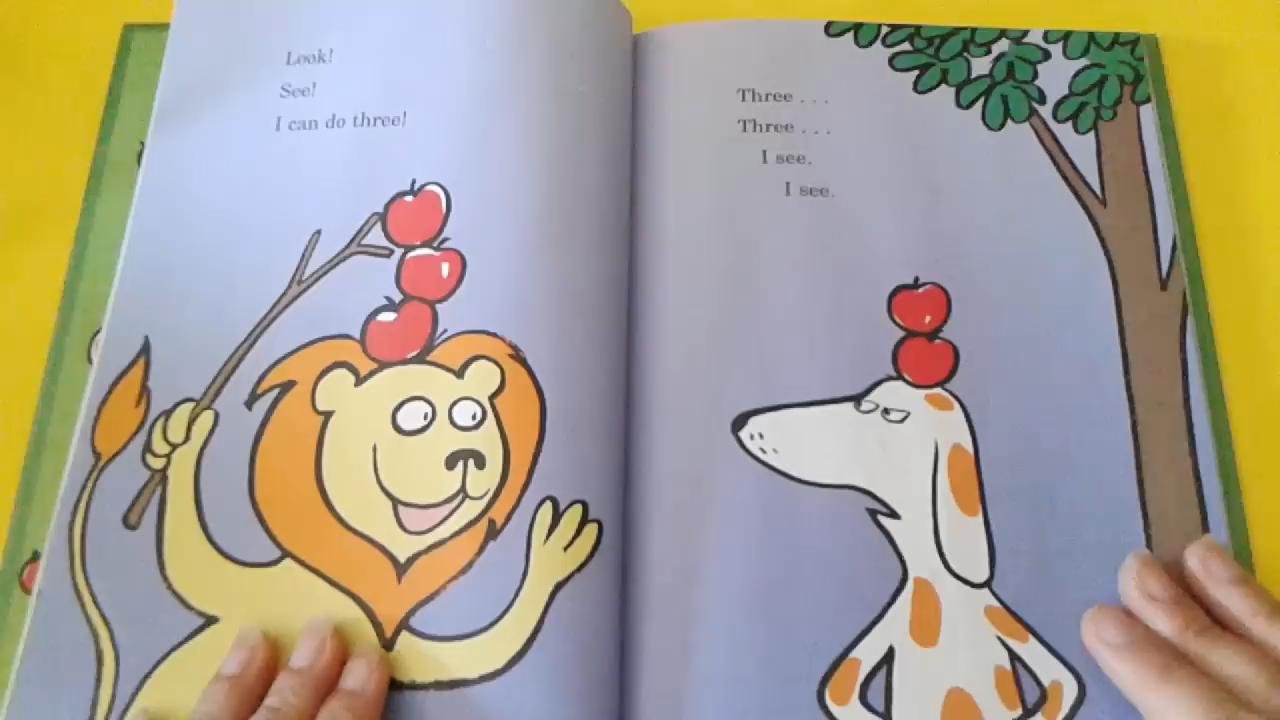 Look!
See!
I can do three!
Three . . .
Three . . .
I see.
I see.